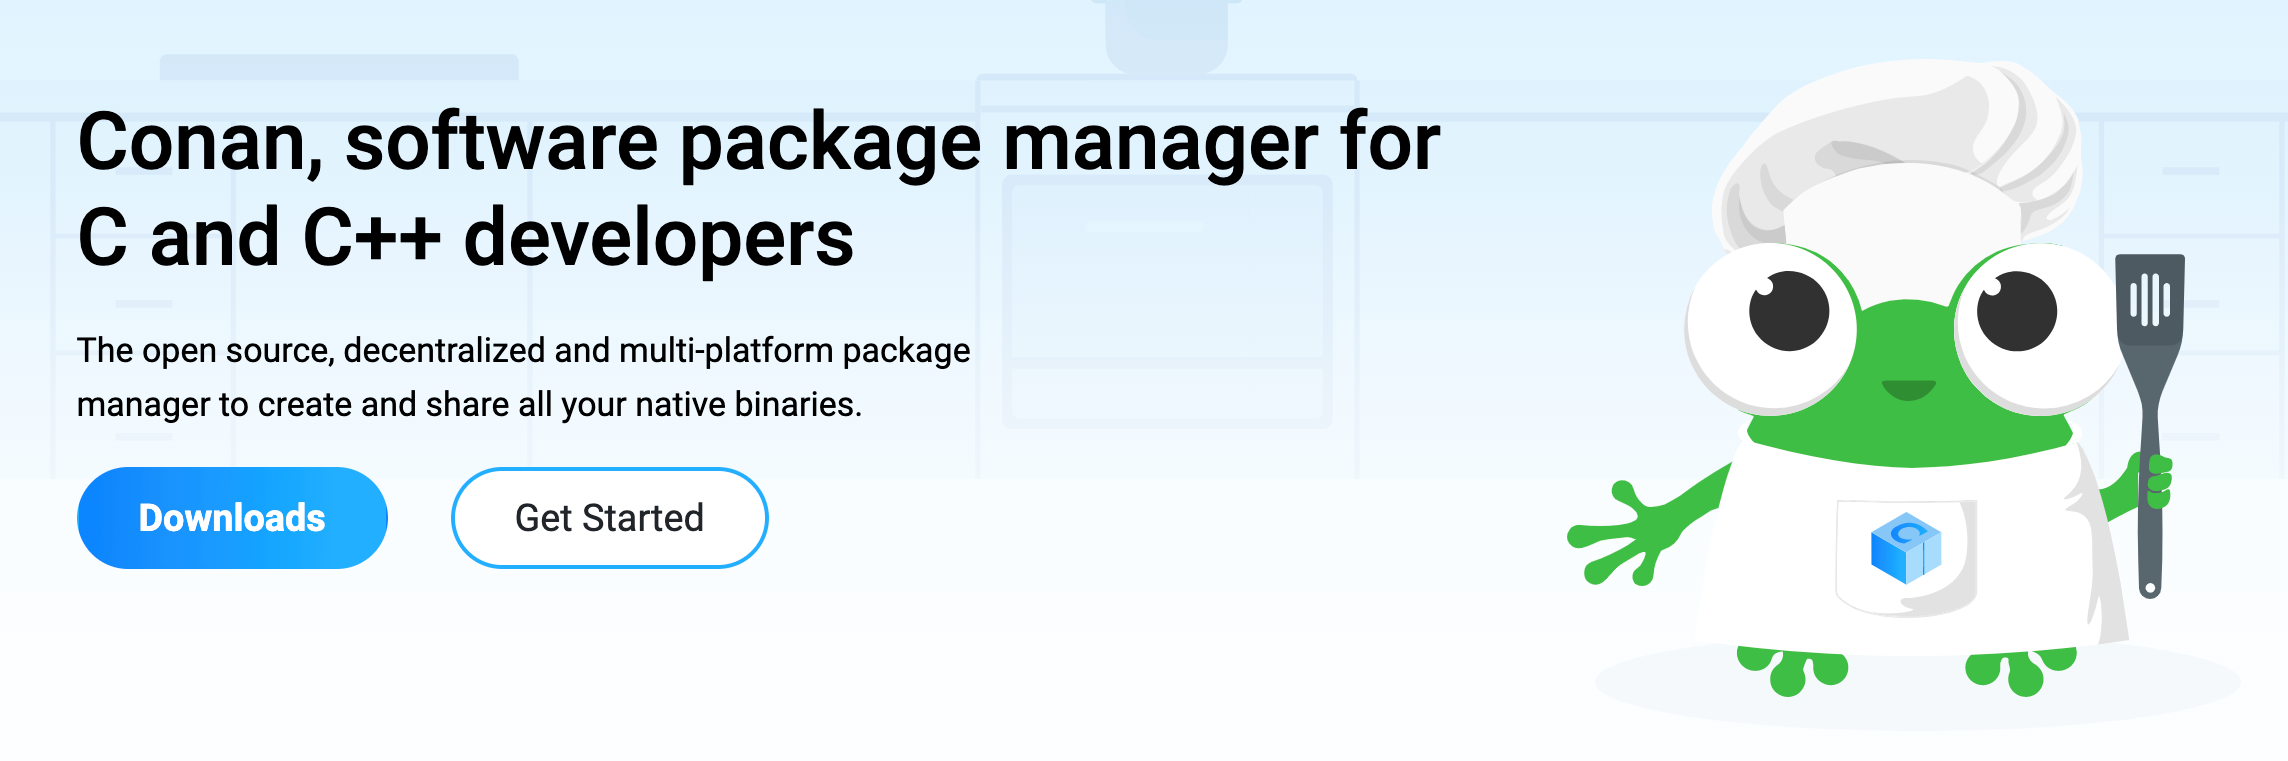 Conan, software package manager for
C and C++ developers
The open source, decentralized and multi-platform package
manager to create and share all your native binaries.
Downloads
Get Started
C